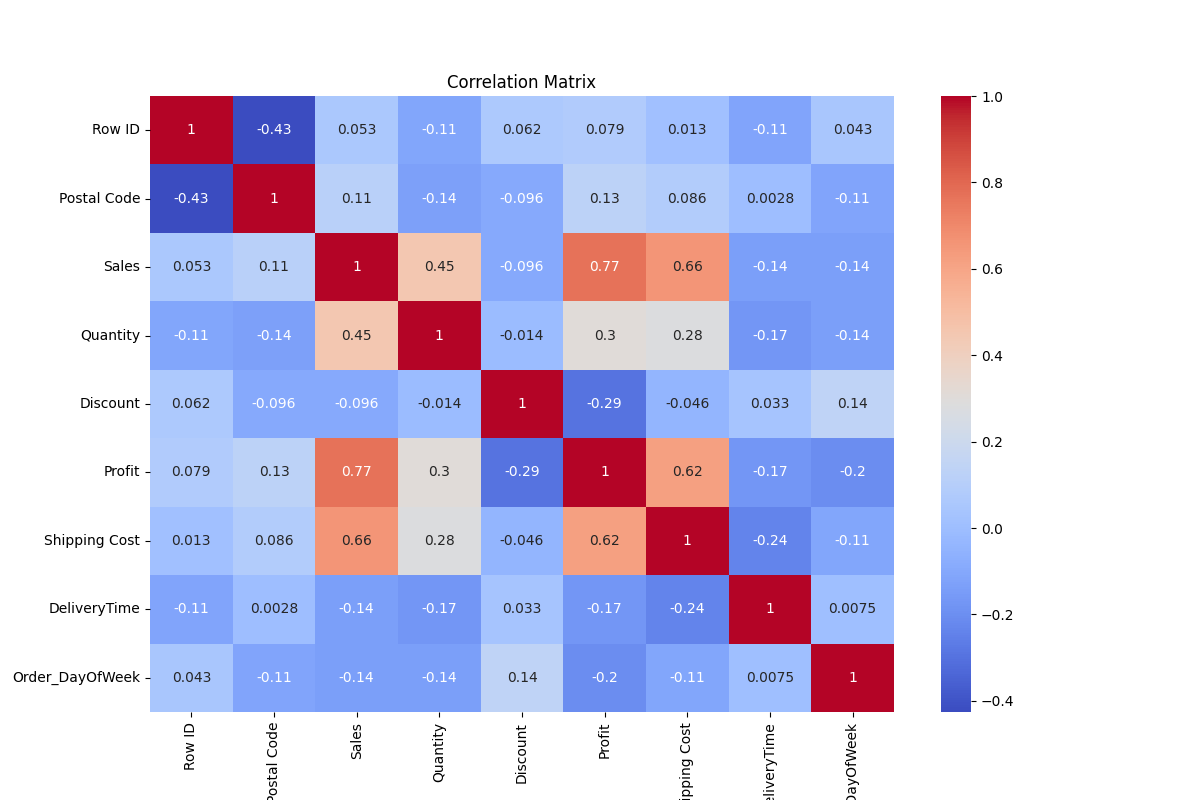 Correlation Matrix
Row ID 1 -0.43 0.053 -0.11 0.062 0.079 0.013 -0.11 0.043
Postal Code -0.43 1 0.11 -0.14 -0.096 0.13 0.086 0.0028 -0.11
Sales 0.053 0.11 1 0.45 -0.096 0.77 0.66 -0.14 -0.14
Quantity -0.11 -0.14 0.45 1 -0.014 0.3 0.28 -0.17 -0.14
Discount 0.062 -0.096 -0.096 -0.014 1 -0.29 -0.046 0.033 0.14
Profit 0.079 0.13 0.77 0.3 -0.29 1 0.62 -0.17 -0.2
Shipping Cost 0.013 0.086 0.66 0.28 -0.046 0.62 1 -0.24 -0.11
DeliveryTime -0.11 0.0028 -0.14 -0.17 0.033 -0.17 -0.24 1 0.0075
Order_DayOfWeek 0.043 -0.11 -0.14 -0.14 0.14 -0.2 -0.11 0.0075 1
Row ID
Postal Code
Sales
Quantity
Discount
Profit
ipping Cost
eliveryTime
DayOfWeek
1.0
0.8
0.6
0.4
0.2
0.0
−0.2
−0.4